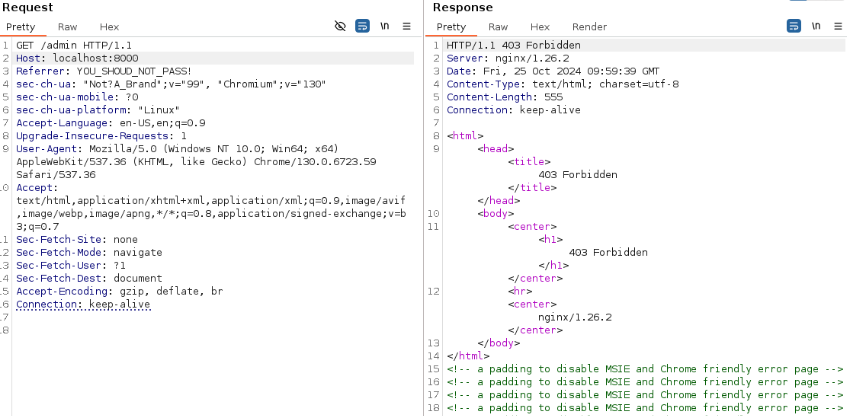 Request
Pretty Raw Hex
\n
1 GET /admin HTTP/1.1
2 Host: localhost:8000
3 Referrer: YOU_SHOUD_NOT_PASS!
4 sec-ch-ua: "Not?A_Brand";v="99", "Chromium";v="130"
5 sec-ch-ua-mobile: ?0
6 sec-ch-ua-platform: "Linux"
7 Accept-Language: en-US,en;q=0.9
8 Upgrade-Insecure-Requests: 1
9 User-Agent: Mozilla/5.0 (Windows NT 10.0; Win64; x64)
AppleWebKit/537.36 (KHTML, like Gecko) Chrome/130.0.6723.59
Safari/537.36
10 Accept:
text/html,application/xhtml+xml,application/xml;q=0.9,image/avif
,image/webp,image/apng,*/*;q=0.8,application/signed-exchange;v=b
3;q=0.7
11 Sec-Fetch-Site: none
12 Sec-Fetch-Mode: navigate
13 Sec-Fetch-User: ?1
14 Sec-Fetch-Dest: document
15 Accept-Encoding: gzip, deflate, br
16 Connection: keep-alive
17
18
Response
Pretty Raw Hex Render
\n
1 HTTP/1.1 403 Forbidden
2 Server: nginx/1.26.2
3 Date: Fri, 25 Oct 2024 09:59:39 GMT
4 Content-Type: text/html; charset=utf-8
5 Content-Length: 555
6 Connection: keep-alive
7
8 <html>
9 <head>
<title>
403 Forbidden
</title>
</head>
10 <body>
11 <center>
<h1>
403 Forbidden
</h1>
</center>
12 <hr>
<center>
nginx/1.26.2
</center>
13 </body>
14 </html>
15 <!-- a padding to disable MSIE and Chrome friendly error page -->
16 <!-- a padding to disable MSIE and Chrome friendly error page -->
17 <!-- a padding to disable MSIE and Chrome friendly error page -->
18 <!-- a padding to disable MSIE and Chrome friendly error page -->